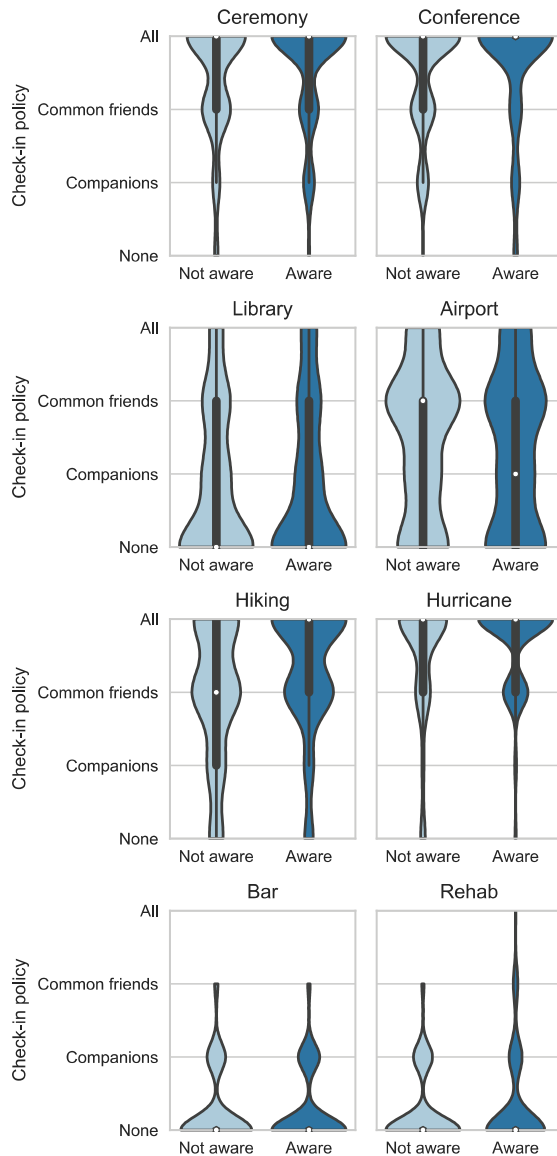 Ceremony Conference
All
Common friends
Companions
None
Check-in policy
Not aware Aware Not aware Aware
Library Airport
All
Common friends
Companions
None
Check-in policy
Not aware Aware Not aware Aware
Hiking Hurricane
All
Common friends
Companions
None
Check-in policy
Not aware Aware Not aware Aware
Bar Rehab
All
Common friends
Companions
None
Check-in policy
Not aware Aware Not aware Aware